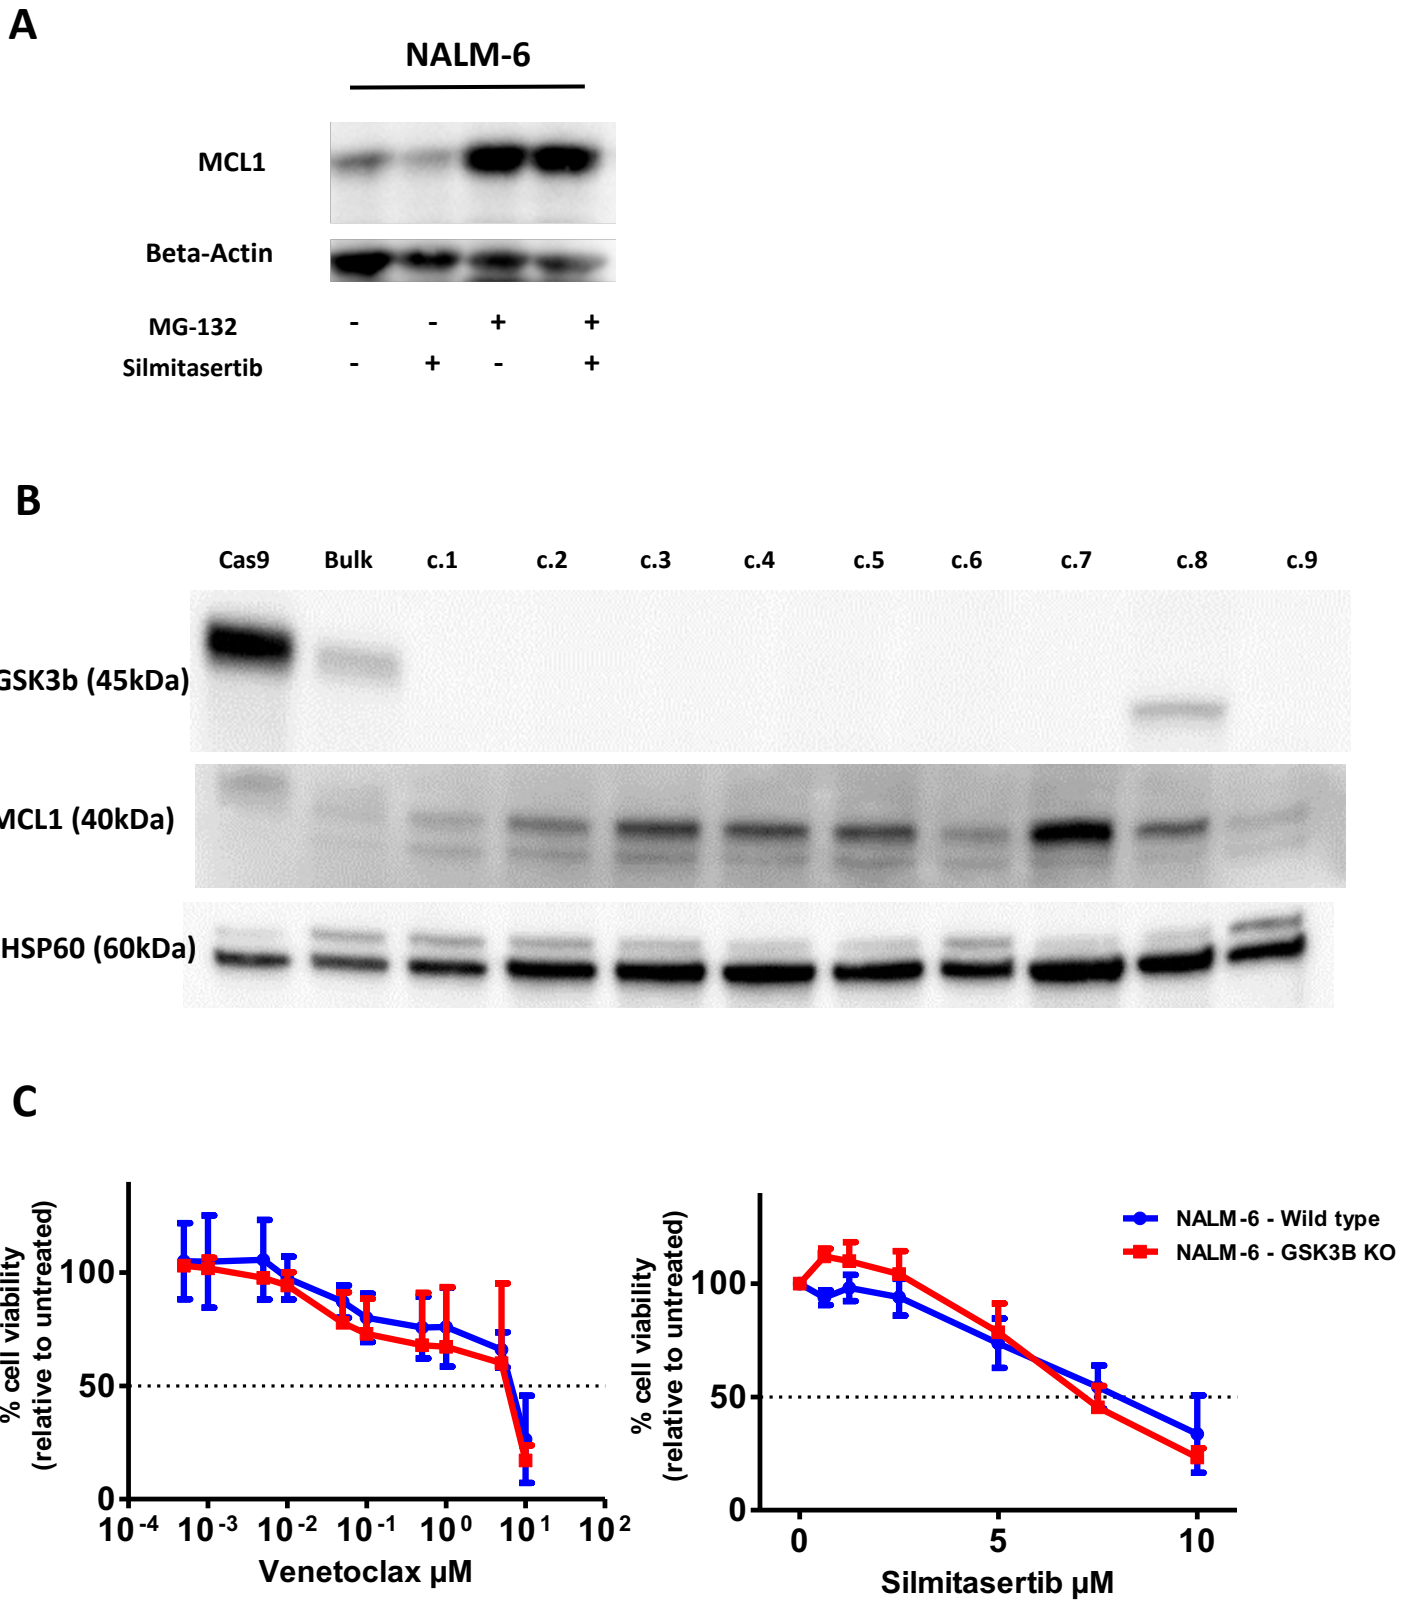 A
NALM-6
MCL1
Beta-Actin
MG-132 - - + +
Silmitasertib - + - +
B
Cas9 Bulk c.1 c.2 c.3 c.4 c.5 c.6 c.7 c.8 c.9
GSK3b (45kDa)
MCL1 (40kDa)
HSP60 (60kDa)
C
% cell viability
(relative to untreated)
100
50
0
10-4 10-3 10-2 10-1 100 101 102
Venetoclax µM
% cell viability
(relative to untreated)
100
50
0
0 5 10
Silmitasertib µM
NALM-6 - Wild type
NALM-6 - GSK3B KO